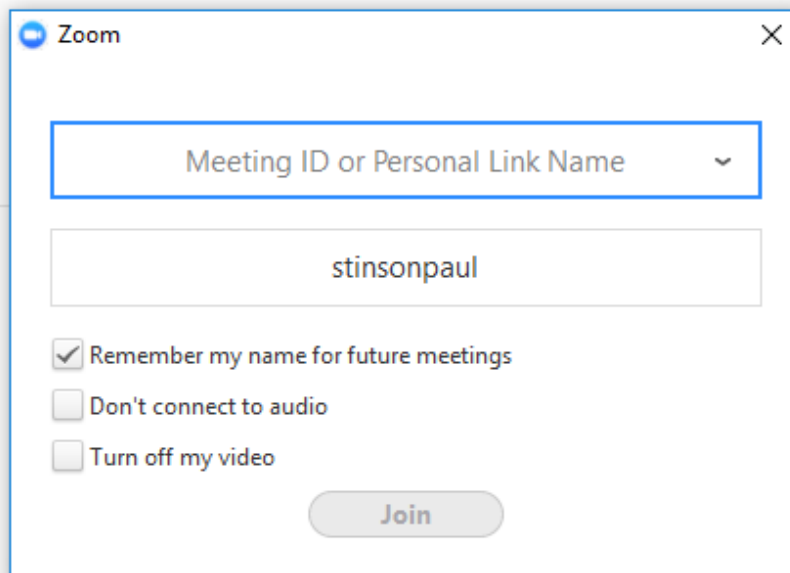 Zoom
Meeting ID or Personal Link Name
stinsonpaul
Remember my name for future meetings
Don't connect to audio
Turn off my video
Join